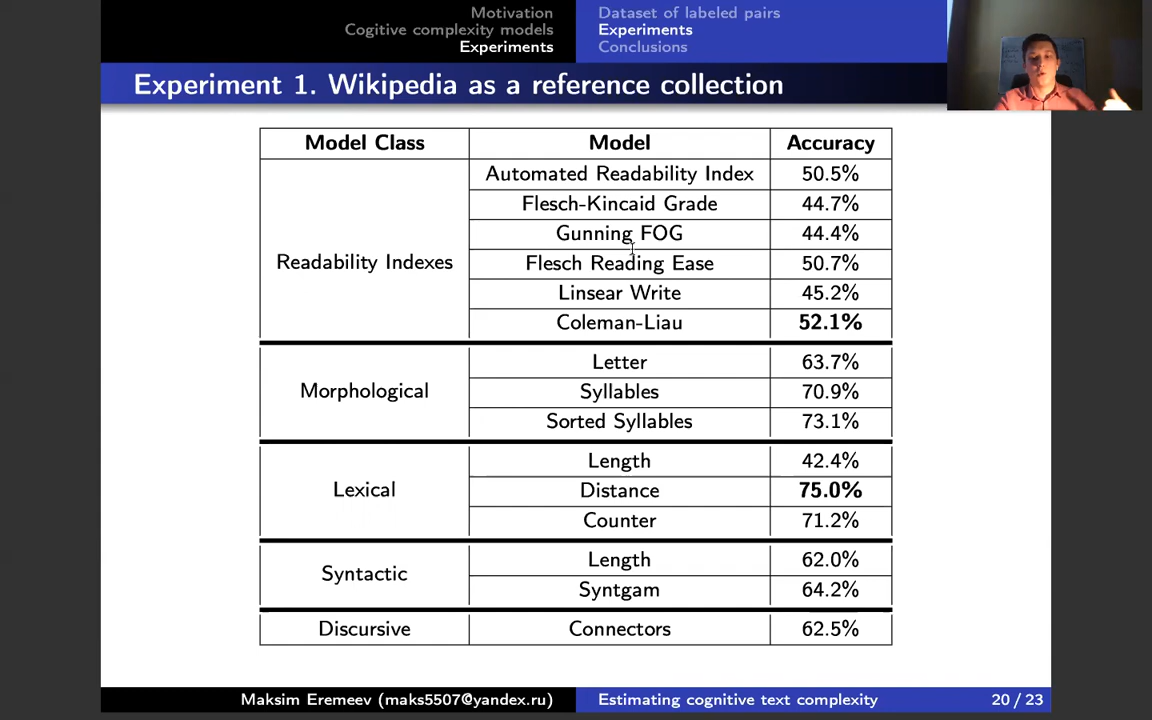 Motivation
Cogitive complexity models
Experiments
Dataset of labeled pairs
Experiments
Conclusions
Experiment 1. Wikipedia as a reference collection
Model Class Model Accuracy
Readability Indexes
Automated Readability Index 50.5%
Flesch-Kincaid Grade 44.7%
Gunning FOG 44.4%
Flesch Reading Ease 50.7%
Linsear Write 45.2%
Coleman-Liau 52.1%
Morphological
Letter 63.7%
Syllables 70.9%
Sorted Syllables 73.1%
Lexical
Length 42.4%
Distance 75.0%
Counter 71.2%
Syntactic
Length 62.0%
Syntgam 64.2%
Discursive Connectors 62.5%
Maksim Eremeev (maks5507@yandex.ru) Estimating cognitive text complexity 20 / 23